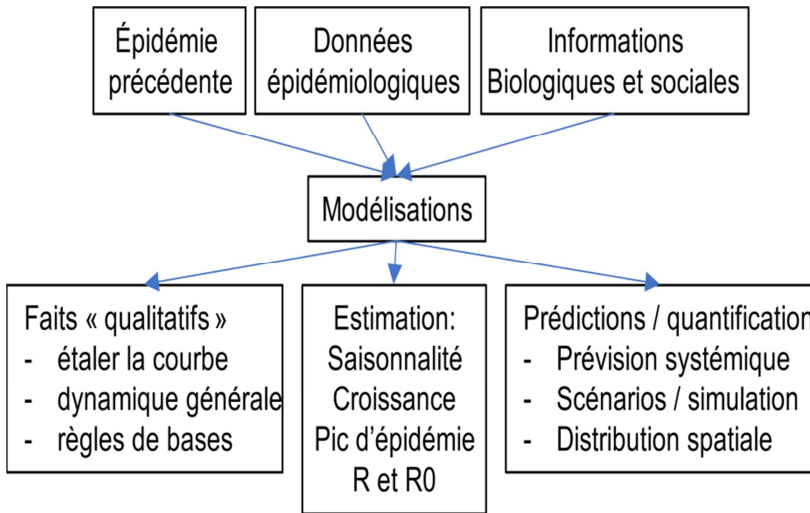 Épidémie
précédente
Données
épidémiologiques
Informations
Biologiques et sociales
Modélisations
Faits « qualitatifs »
- étaler la courbe
- dynamique générale
- règles de bases
Estimation:
Saisonnalité
Croissance
Pic d'épidémie
R et R0
Prédictions / quantification
- Prévision systémique
- Scénarios / simulation
- Distribution spatiale